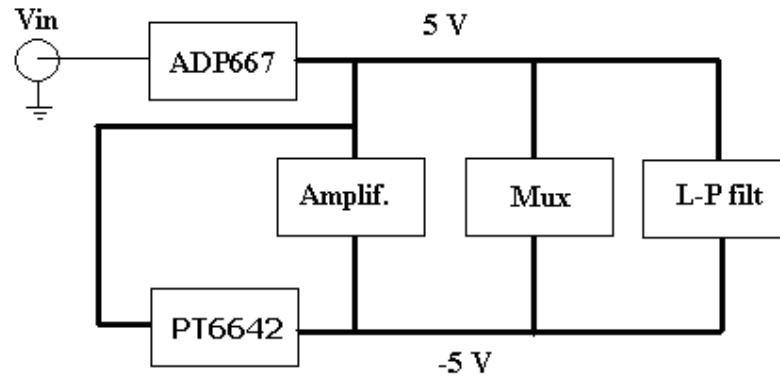 Vin
5 V
ADP667
Amplif.
Mux
L-P filt
PT6642
-5 V